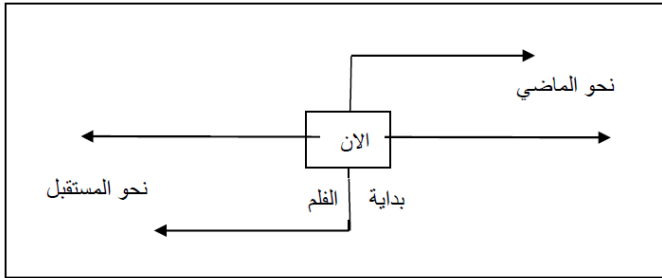 نحو الماضي
الان
نحو المستقبل
بداية الفلم